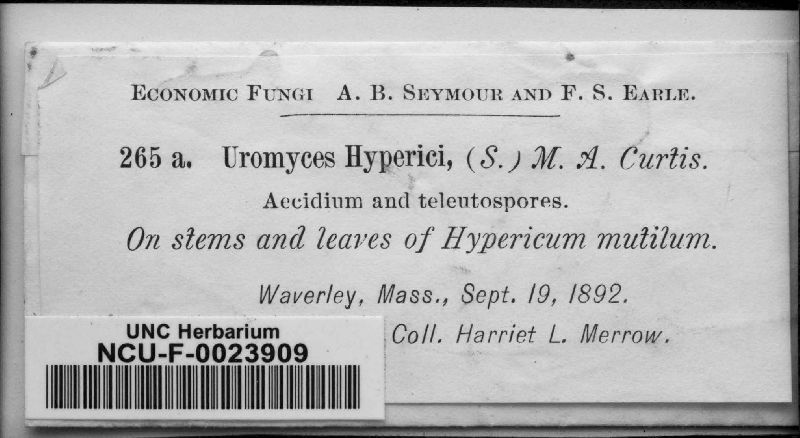 Economic Fungi A. B. Seymour and F. S. Earle.
265 a. Uromyces Hyperici, (S.) M. A. Curtis.
Aecidium and teleutospores.
On stems and leaves of Hypericum mutilum.
Waverley, Mass., Sept. 19, 1892.
Coll. Harriet L. Merrow.
UNC Herbarium
NCU-F-0023909